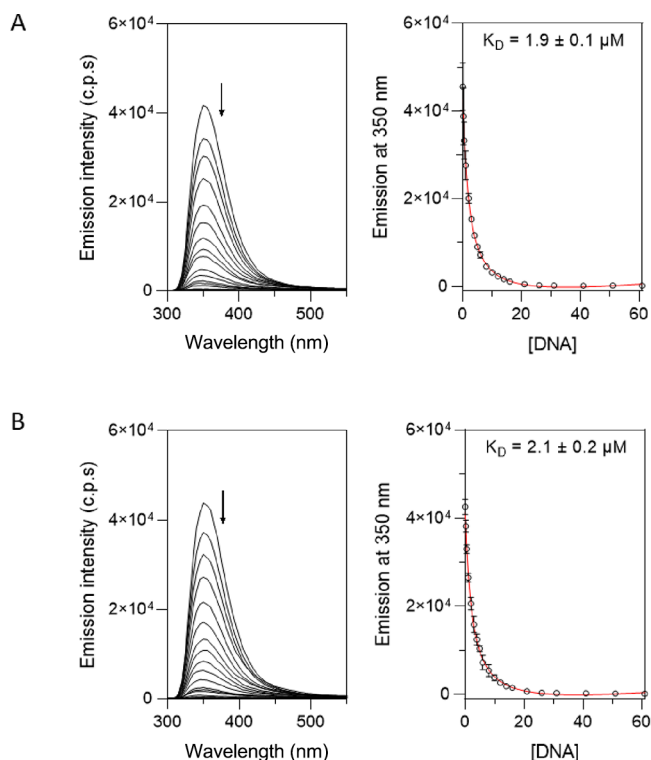 A
Emission intensity (c.p.s)
6×10⁴
4×10⁴
2×10⁴
0
300
400
500
Wavelength (nm)
Emission at 350 nm
6×10⁴
4×10⁴
2×10⁴
0
K_D = 1.9 ± 0.1 µM
0
20
40
60
[DNA]
B
Emission intensity (c.p.s)
6×10⁴
4×10⁴
2×10⁴
0
300
400
500
Wavelength (nm)
Emission at 350 nm
6×10⁴
4×10⁴
2×10⁴
0
K_D = 2.1 ± 0.2 µM
0
20
40
60
[DNA]